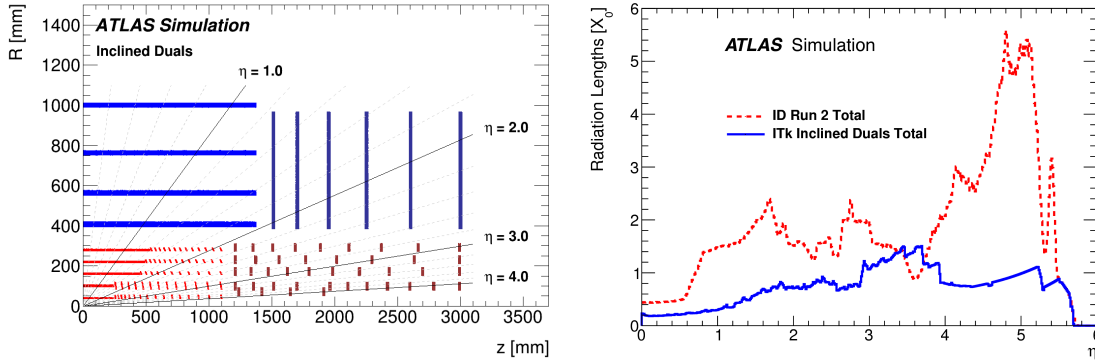 R [mm]
1400
1200
1000
800
600
400
200
0
ATLAS Simulation
Inclined Duals
η = 1.0
η = 2.0
η = 3.0
η = 4.0
0 500 1000 1500 2000 2500 3000 3500
z [mm]
Radiation Lengths [X0]
6
5
4
3
2
1
0
ATLAS Simulation
ID Run 2 Total
ITk Inclined Duals Total
0 1 2 3 4 5 6
η